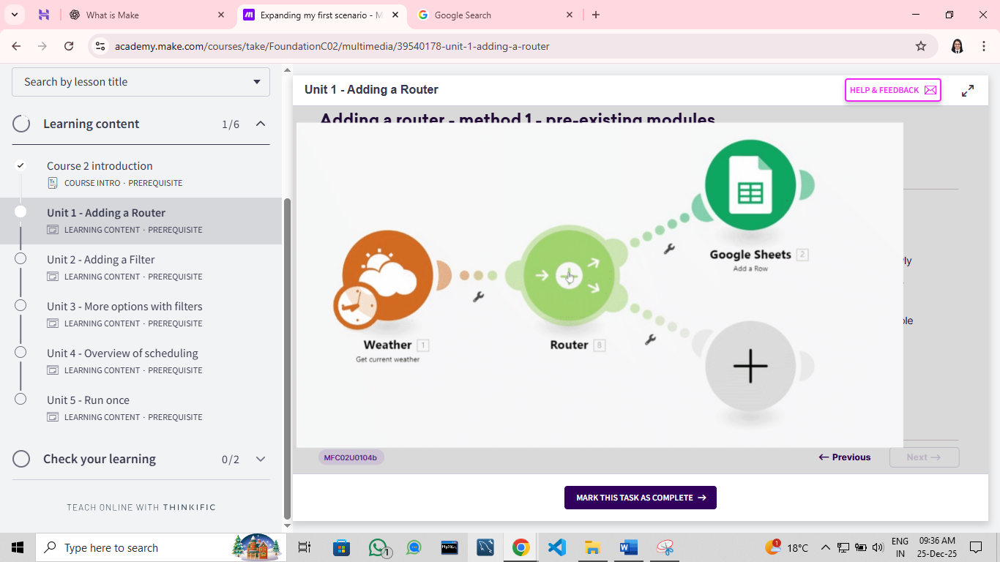 What is Make
Expanding my first scenario - M
Google Search
academy.make.com/courses/take/FoundationC02/multimedia/39540178-unit-1-adding-a-router
Search by lesson title
Learning content 1/6
Course 2 introduction
COURSE INTRO · PREREQUISITE
Unit 1 - Adding a Router
LEARNING CONTENT · PREREQUISITE
Unit 2 - Adding a Filter
LEARNING CONTENT · PREREQUISITE
Unit 3 - More options with filters
LEARNING CONTENT · PREREQUISITE
Unit 4 - Overview of scheduling
LEARNING CONTENT · PREREQUISITE
Unit 5 - Run once
LEARNING CONTENT · PREREQUISITE
Check your learning 0/2
TEACH ONLINE WITH THINKIFIC
Unit 1 - Adding a Router
HELP & FEEDBACK
Adding a router - method 1 - pre-existing modules
Google Sheets 2
Add a Row
Weather 1
Get current weather
Router 8
MFC02U0104b
Previous
Next
MARK THIS TASK AS COMPLETE
Type here to search
MySQL
1
1
18°C
ENG
IN
09:36 AM
25-Dec-25